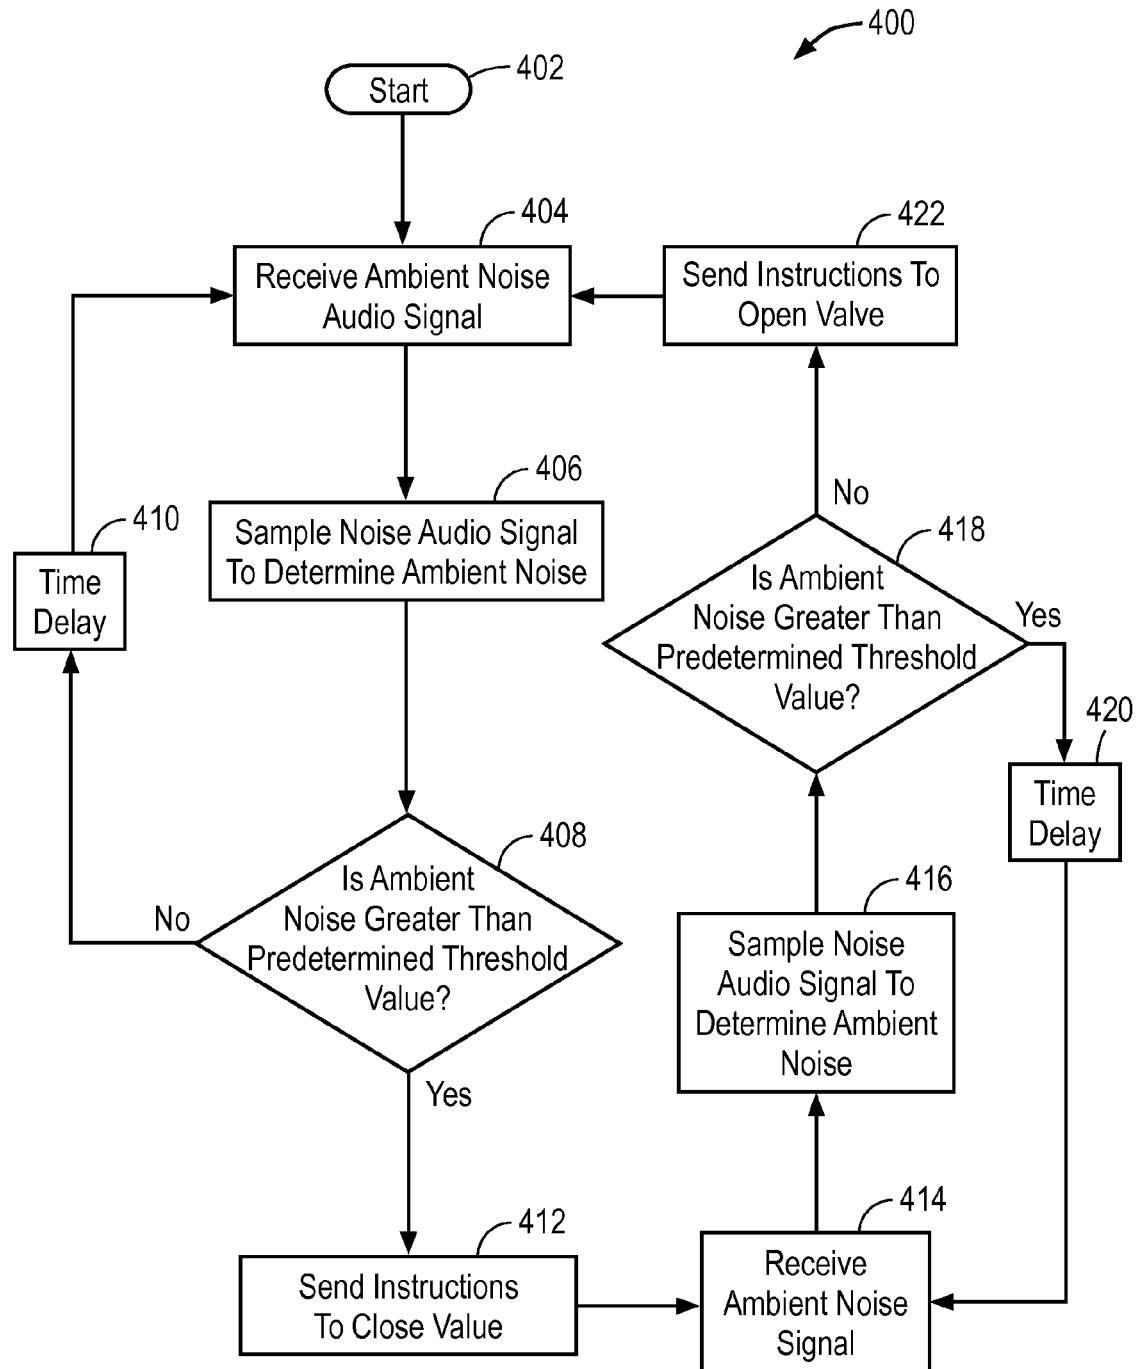 400
402
Start
404
Receive Ambient Noise
Audio Signal
422
Send Instructions To
Open Valve
406
Sample Noise Audio Signal
To Determine Ambient Noise
410
Time
Delay
No
418
Is Ambient
Noise Greater Than
Predetermined Threshold
Value?
Yes
420
Time
Delay
408
Is Ambient
Noise Greater Than
Predetermined Threshold
Value?
No
Yes
416
Sample Noise
Audio Signal To
Determine Ambient
Noise
412
Send Instructions
To Close Value
414
Receive
Ambient Noise
Signal